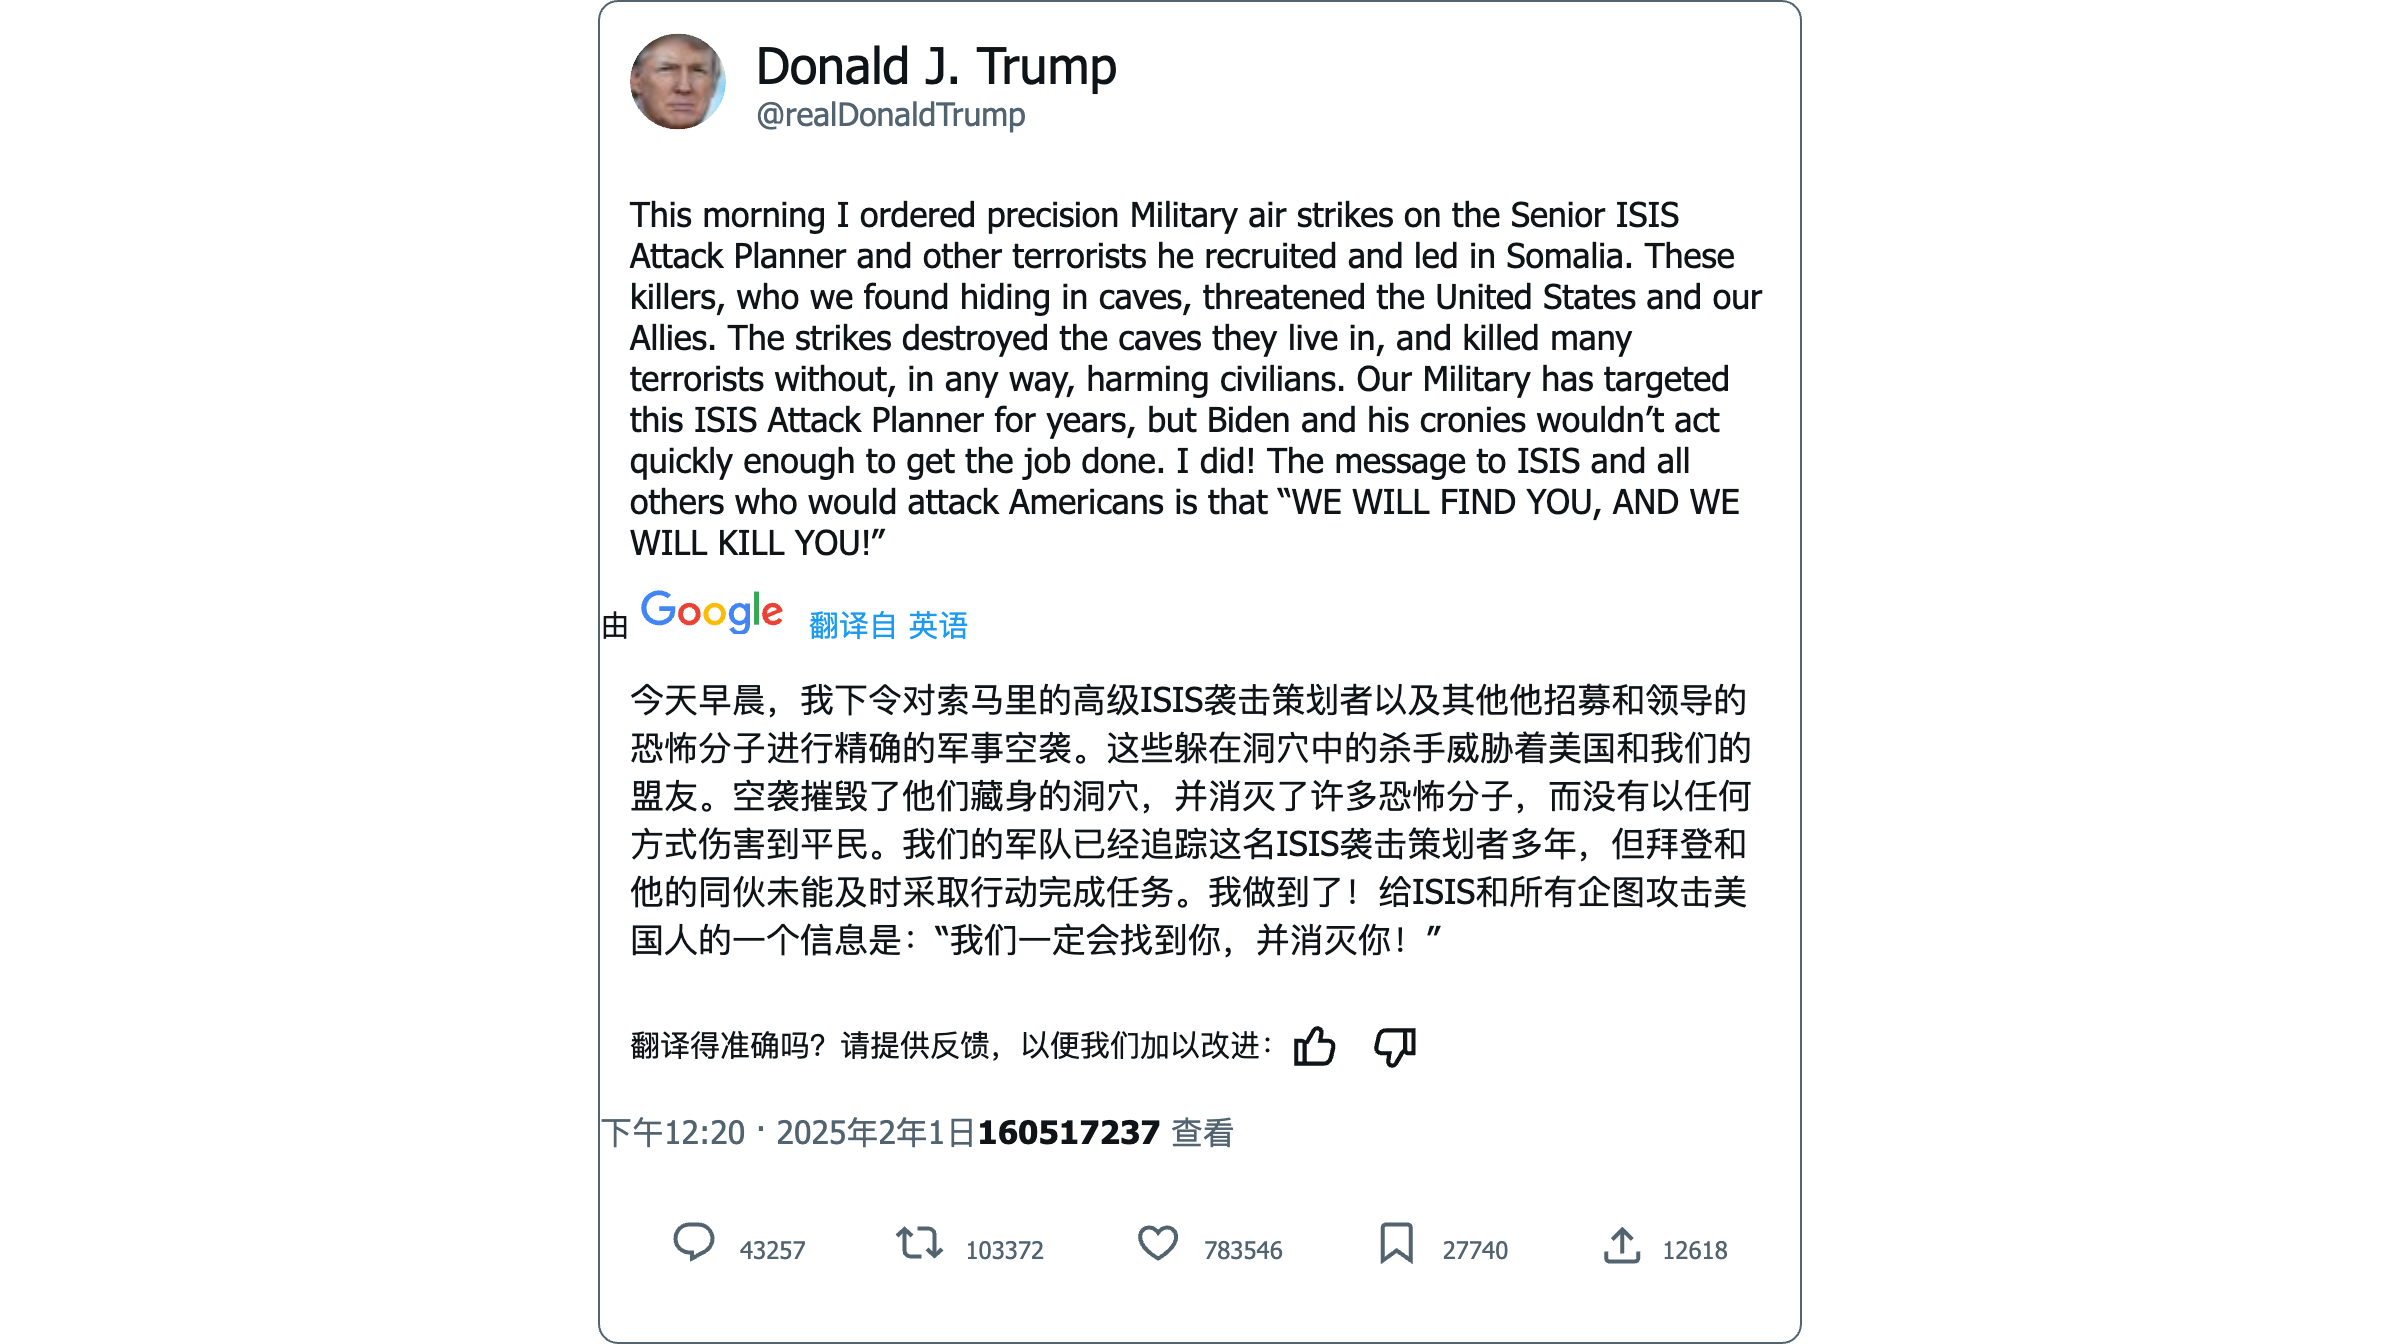 Donald J. Trump
@realDonaldTrump
This morning I ordered precision Military air strikes on the Senior ISIS
Attack Planner and other terrorists he recruited and led in Somalia. These
killers, who we found hiding in caves, threatened the United States and our
Allies. The strikes destroyed the caves they live in, and killed many
terrorists without, in any way, harming civilians. Our Military has targeted
this ISIS Attack Planner for years, but Biden and his cronies wouldn’t act
quickly enough to get the job done. I did! The message to ISIS and all
others who would attack Americans is that “WE WILL FIND YOU, AND WE
WILL KILL YOU!”
由 Google 翻译自 英语
今天早晨，我下令对索马里的高级ISIS袭击策划者以及其他他招募和领导的
恐怖分子进行精确的军事空袭。这些躲在洞穴中的杀手威胁着美国和我们的
盟友。空袭摧毁了他们藏身的洞穴，并消灭了许多恐怖分子，而没有以任何
方式伤害到平民。我们的军队已经追踪这名ISIS袭击策划者多年，但拜登和
他的同伙未能及时采取行动完成任务。我做到了！给ISIS和所有企图攻击美
国人的一个信息是：“我们一定会找到你，并消灭你！”
翻译得准确吗？请提供反馈，以便我们加以改进：
下午12:20 · 2025年2年1日160517237 查看
43257 103372 783546 27740 12618